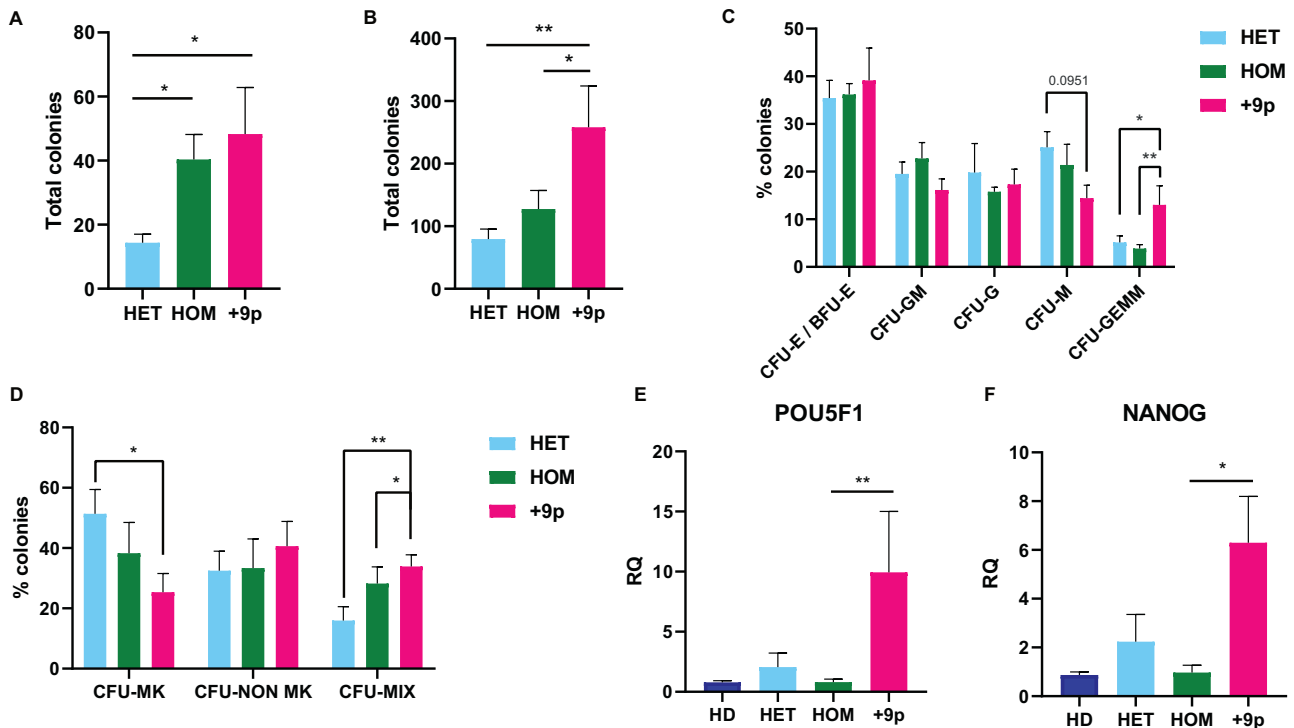 A
Total colonies
80
60
40
20
0
*
*
HET HOM +9p
B
Total colonies
400
300
200
100
0
**
*
HET HOM +9p
C
% colonies
50
40
30
20
10
0
0.0951
*
**
CFU-E / BFU-E
CFU-GM
CFU-G
CFU-M
CFU-GEMM
HET
HOM
+9p
D
% colonies
80
60
40
20
0
*
**
*
CFU-MK CFU-NON MK CFU-MIX
HET
HOM
+9p
E
POU5F1
RQ
20
15
10
5
0
**
HD HET HOM +9p
F
NANOG
RQ
10
8
6
4
2
0
*
HD HET HOM +9p